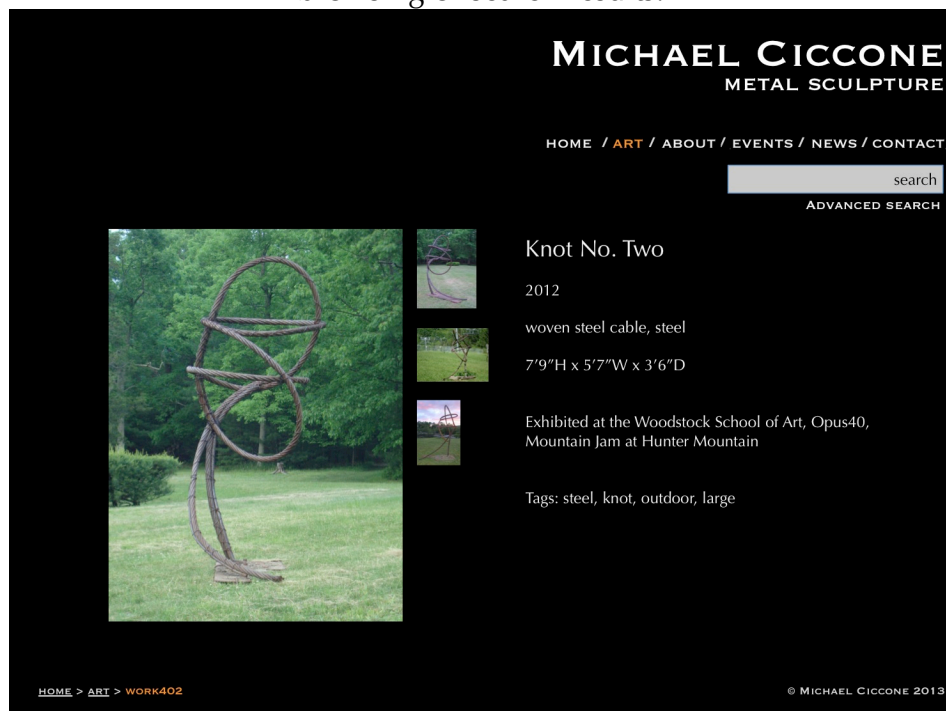 MICHAEL CICCONE
METAL SCULPTURE
HOME / ART / ABOUT / EVENTS / NEWS / CONTACT
search
ADVANCED SEARCH
Knot No. Two
2012
woven steel cable, steel
7'9"H x 5'7"W x 3'6"D
Exhibited at the Woodstock School of Art, Opus40,
Mountain Jam at Hunter Mountain
Tags: steel, knot, outdoor, large
HOME > ART > WORK402
© MICHAEL CICCONE 2013